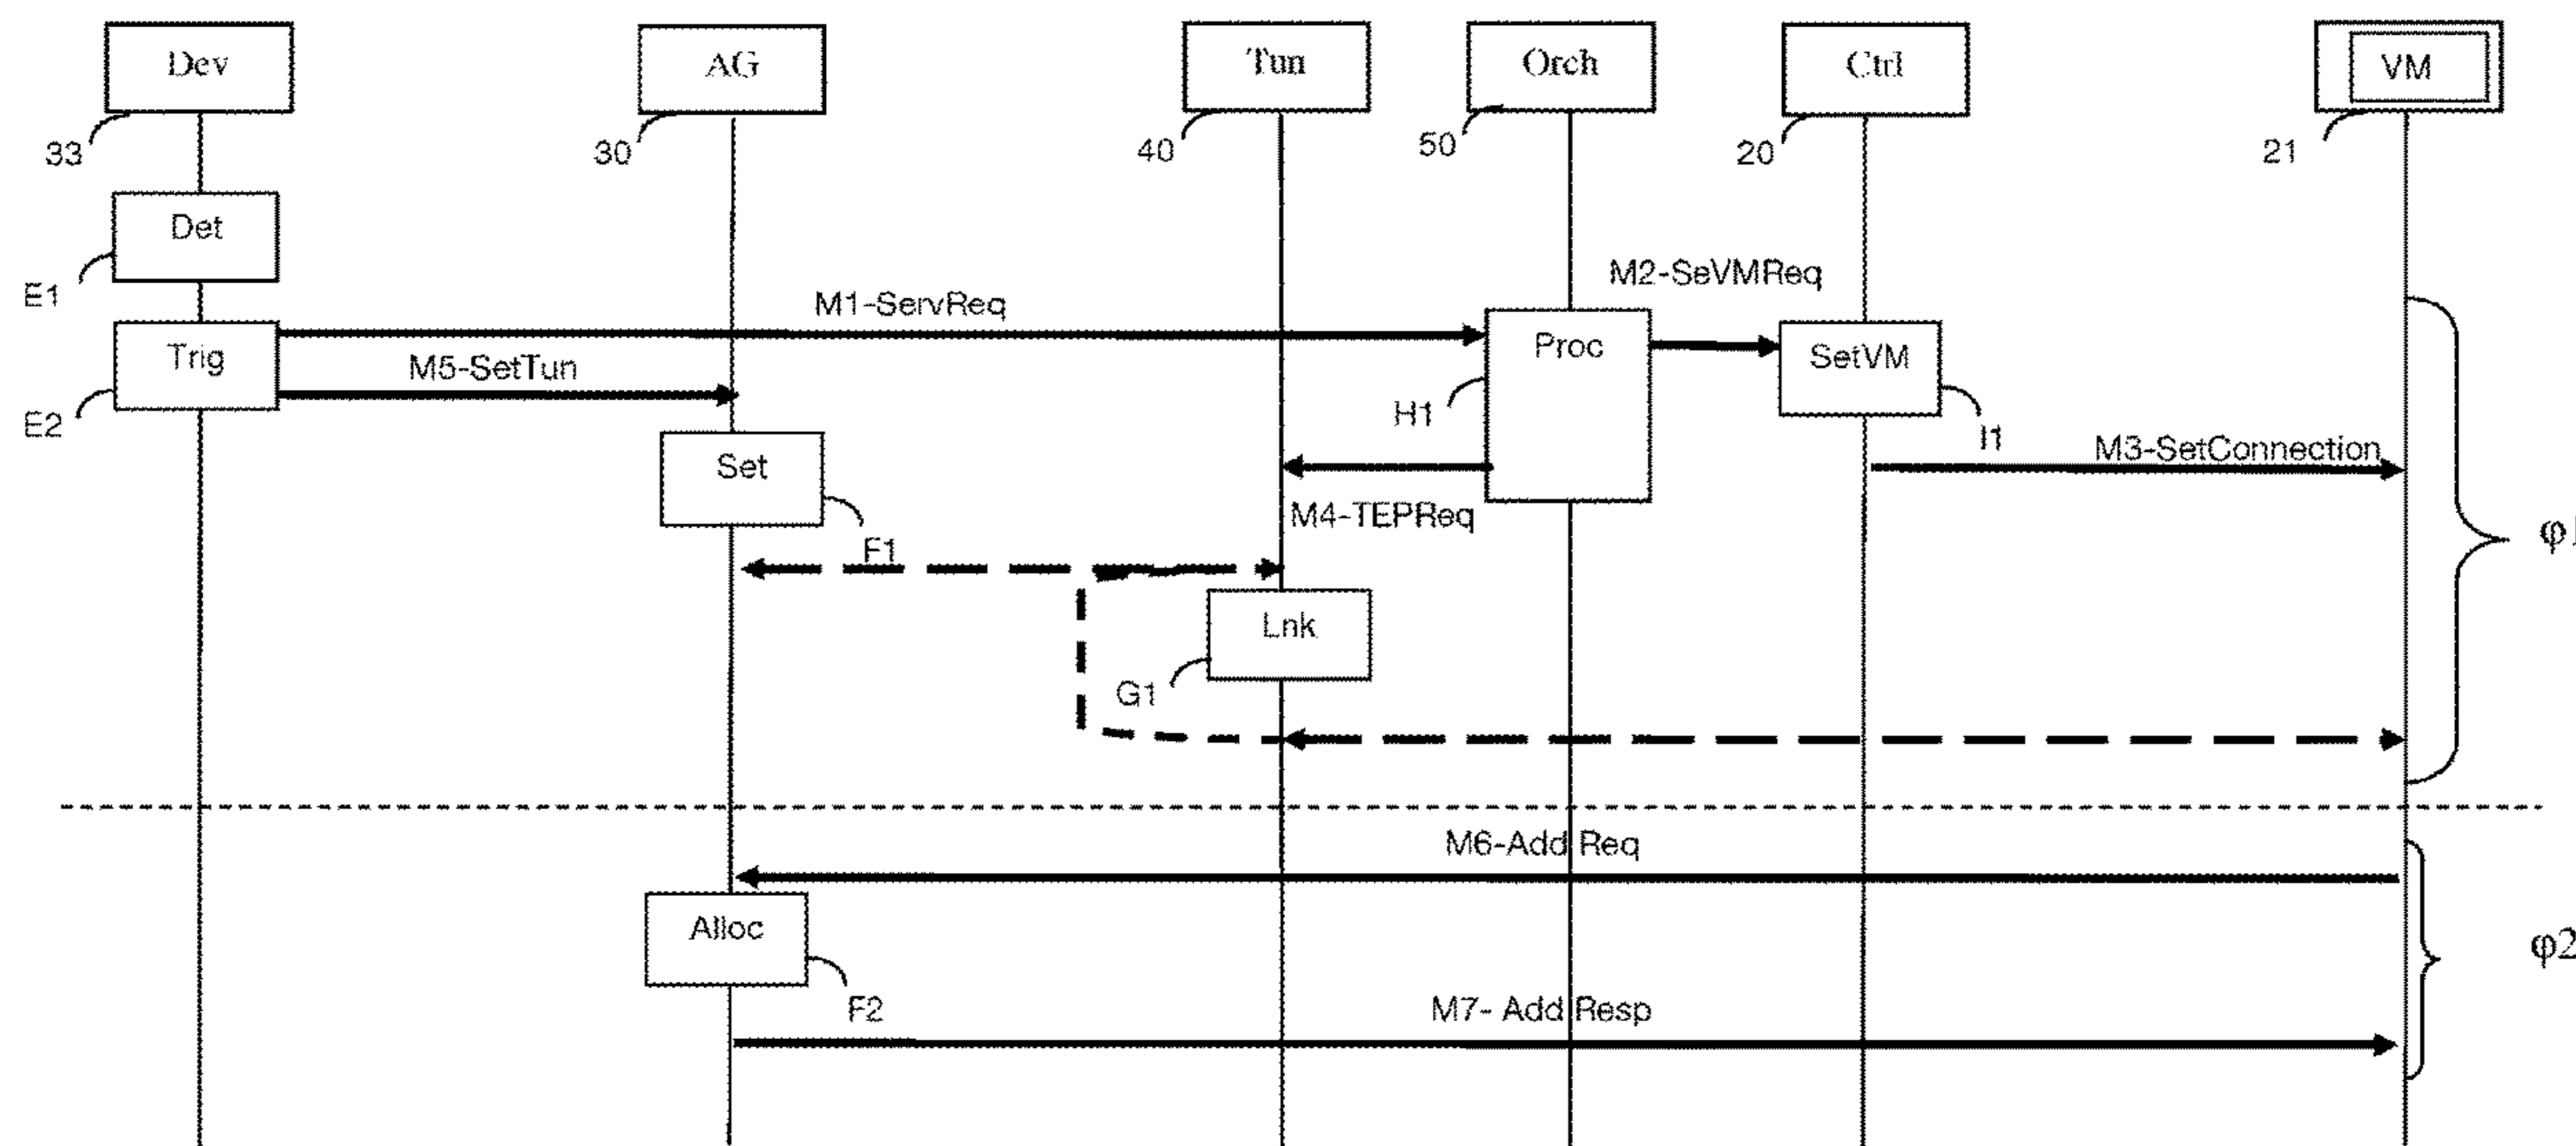 Dev
AG
Tun
Orch
Ctrl
VM
33
30
40
50
20
21
Det
E1
M2-SeVMReq
M1-ServReq
Trig
Proc
SetVM
M5-SetTun
E2
H1
I1
Set
M3-SetConnection
M4-TEPReq
F1
φ1
Lnk
G1
M6-Add Req
Alloc
φ2
F2
M7- Add Resp